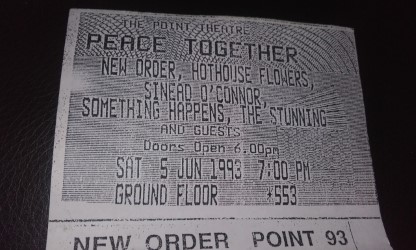 THE POINT THEATRE
PEACE TOGETHER
NEW ORDER, HOTHOUSE FLOWERS,
SINEAD O'CONNOR,
SOMETHING HAPPENS, THE STUNNING
AND GUESTS
Doors Open 6.00pm
SAT 5 JUN 1993 7:00 PM
GROUND FLOOR *553
NEW ORDER POINT 93